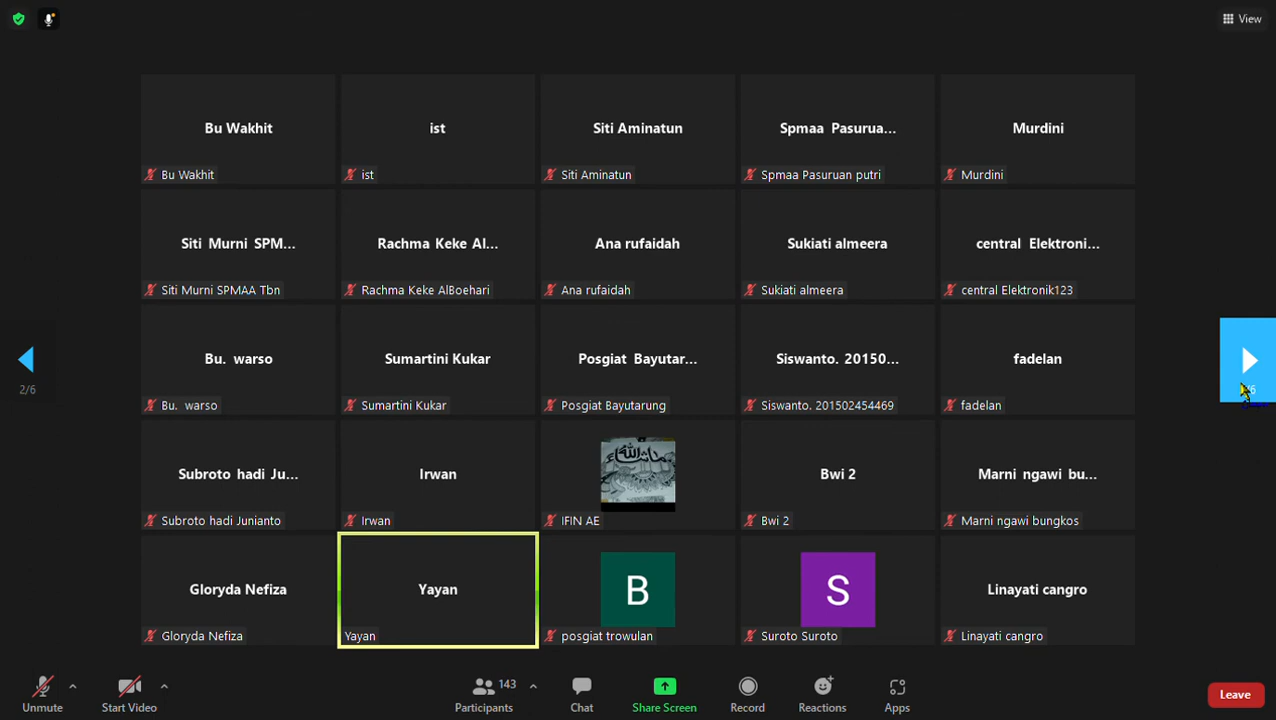 View
Bu Wakhit
ist
Siti Aminatun
Spmaa Pasurua...
Murdini
Bu Wakhit
ist
Siti Aminatun
Spmaa Pasuruan putri
Murdini
Siti Murni SPM...
Rachma Keke Al...
Ana rufaidah
Sukiati almeera
central Elektroni...
Siti Murni SPMAA Tbn
Rachma Keke AlBoehari
Ana rufaidah
Sukiati almeera
central Elektronik123
Bu. warso
Sumartini Kukar
Posgiat Bayutar...
Siswanto. 20150...
fadelan
2/6
Bu. warso
Sumartini Kukar
Posgiat Bayutarung
Siswanto. 201502454469
fadelan
Subroto hadi Ju...
Irwan
Bwi 2
Marni ngawi bu...
Subroto hadi Junianto
Irwan
IFIN AE
Bwi 2
Marni ngawi bungkos
Gloryda Nefiza
Yayan
B
S
Linayati cangro
Gloryda Nefiza
Yayan
posgiat trowulan
Suroto Suroto
Linayati cangro
143
Unmute
Start Video
Participants
Chat
Share Screen
Record
Reactions
Apps
Leave